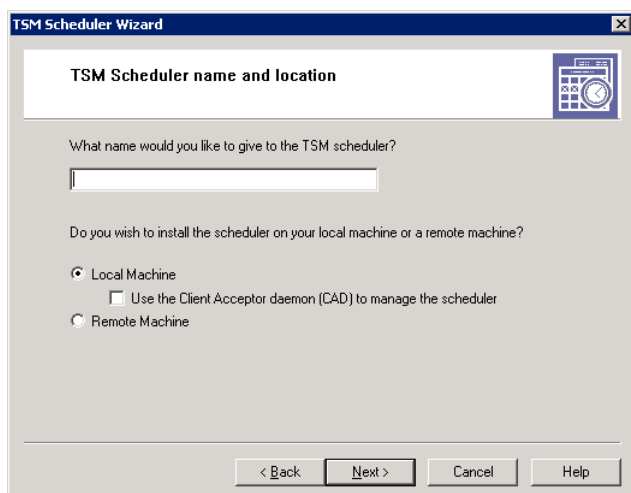 TSM Scheduler Wizard
TSM Scheduler name and location
What name would you like to give to the TSM scheduler?
Do you wish to install the scheduler on your local machine or a remote machine?
Local Machine
Use the Client Acceptor daemon (CAD) to manage the scheduler
Remote Machine
< Back Next > Cancel Help